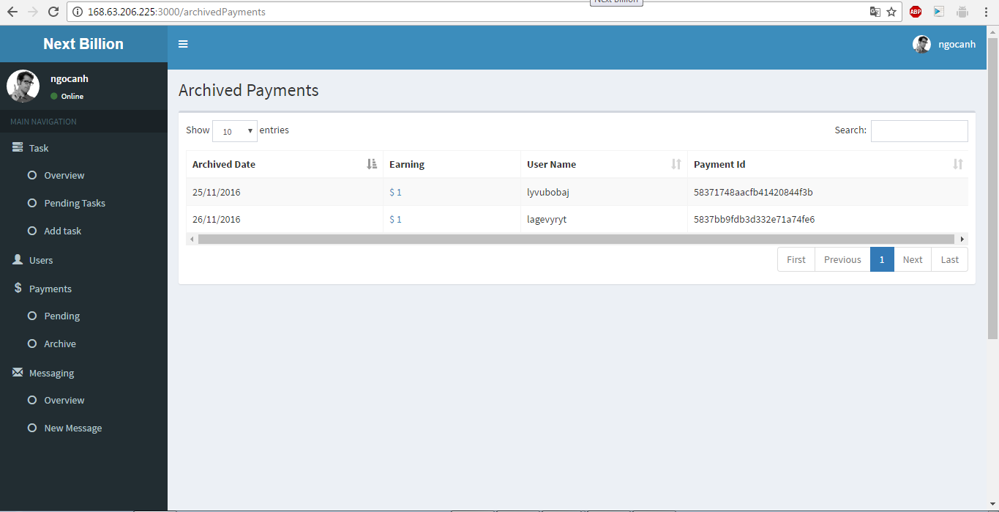 Next Billion
168.63.206.225:3000/archivedPayments
ABP
Next Billion
ngocanh
ngocanh
Online
MAIN NAVIGATION
Task
Overview
Pending Tasks
Add task
Users
$ Payments
Pending
Archive
Messaging
Overview
New Message
Archived Payments
Show 10 entries Search:
Archived Date Earning User Name Payment Id
25/11/2016 $ 1 lyvubobaj 58371748aacfb41420844f3b
26/11/2016 $ 1 lagevyryt 5837bb9fdb3d332e71a74fe6
First Previous 1 Next Last